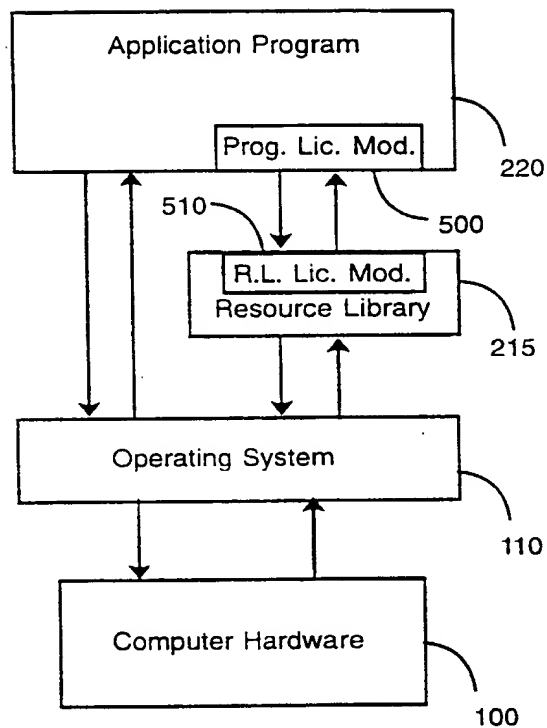 Application Program
Prog. Lic. Mod.
220
500
510
R.L. Lic. Mod.
Resource Library
215
Operating System
110
Computer Hardware
100